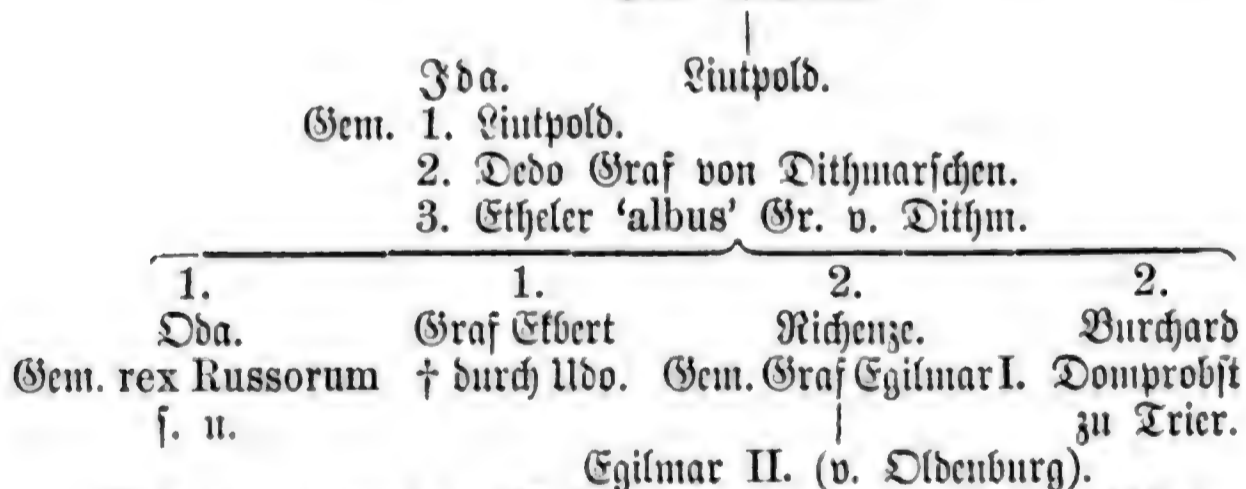 Ida. Liutpold.
Gem. 1. Liutpold.
2. Dedo Graf von Dithmarschen.
3. Etheler ‘albus’ Gr. v. Dithm.
1. 1. 2. 2.
Oda. Graf Ekbert Richenze. Burchard
Gem. rex Russorum † durch Udo. Gem. Graf Egilmar I. Domprobst
s. u. zu Trier.
Egilmar II. (v. Oldenburg).